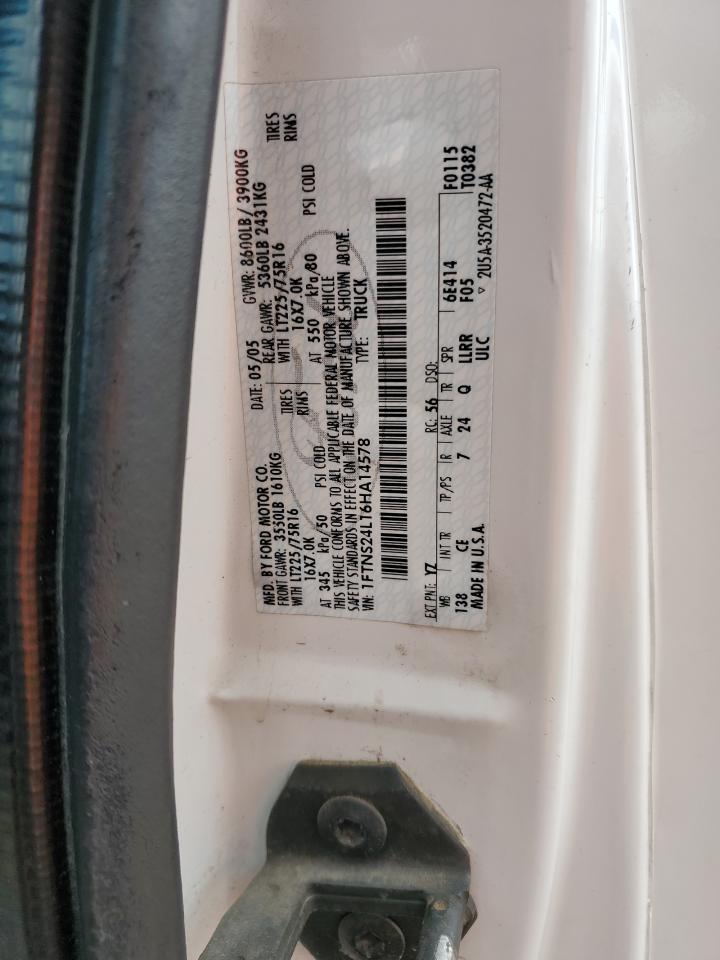 MFD. BY FORD MOTOR CO.
DATE: 05/05 GVWR: 8600LB/3900KG
FRONT GAWR: 3550LB 1610KG REAR GAWR: 5360LB 2431KG
WITH LT225/75R16 TIRES WITH LT225/75R16 TIRES
16X7.0K RIMS 16X7.0K RIMS
AT 345 kPa/50 PSI COLD AT 550 kPa/80 PSI COLD
THIS VEHICLE CONFORMS TO ALL APPLICABLE FEDERAL MOTOR VEHICLE
SAFETY STANDARDS IN EFFECT ON THE DATE OF MANUFACTURE SHOWN ABOVE.
VIN: 1FTNS24L16HA14578 TYPE: TRUCK
EXT PNT: YZ RC: 56 DSO:
WB INT TR TP/PS R AXLE TR SPR 6E414 F0115
138 CE 7 24 Q LLRR F05 T0382
MADE IN U.S.A. ULC ▽ 2U5A-3520472-AA